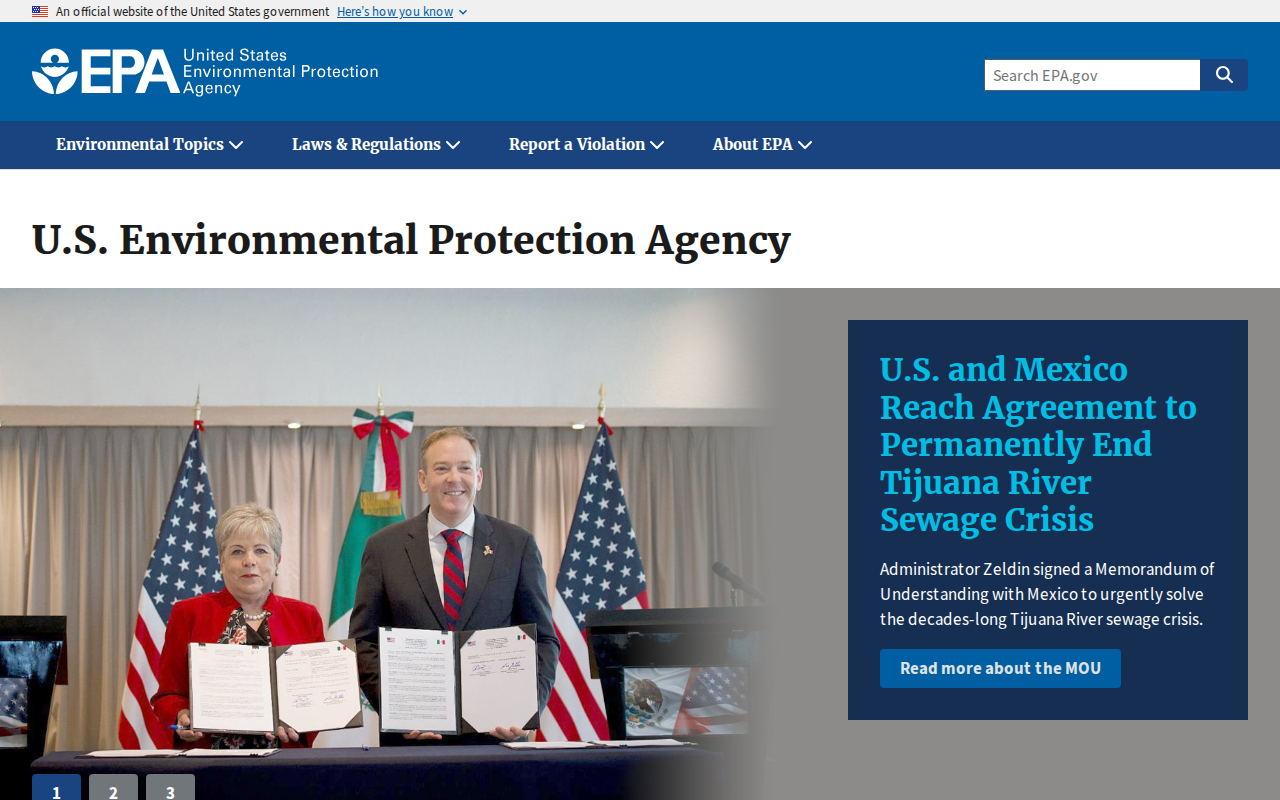 An official website of the United States government Here's how you know
EPA United States
Environmental Protection
Agency
Search EPA.gov
Environmental Topics
Laws & Regulations
Report a Violation
About EPA
U.S. Environmental Protection Agency
U.S. and Mexico
Reach Agreement to
Permanently End
Tijuana River
Sewage Crisis
Administrator Zeldin signed a Memorandum of
Understanding with Mexico to urgently solve
the decades-long Tijuana River sewage crisis.
Read more about the MOU
1
2
3